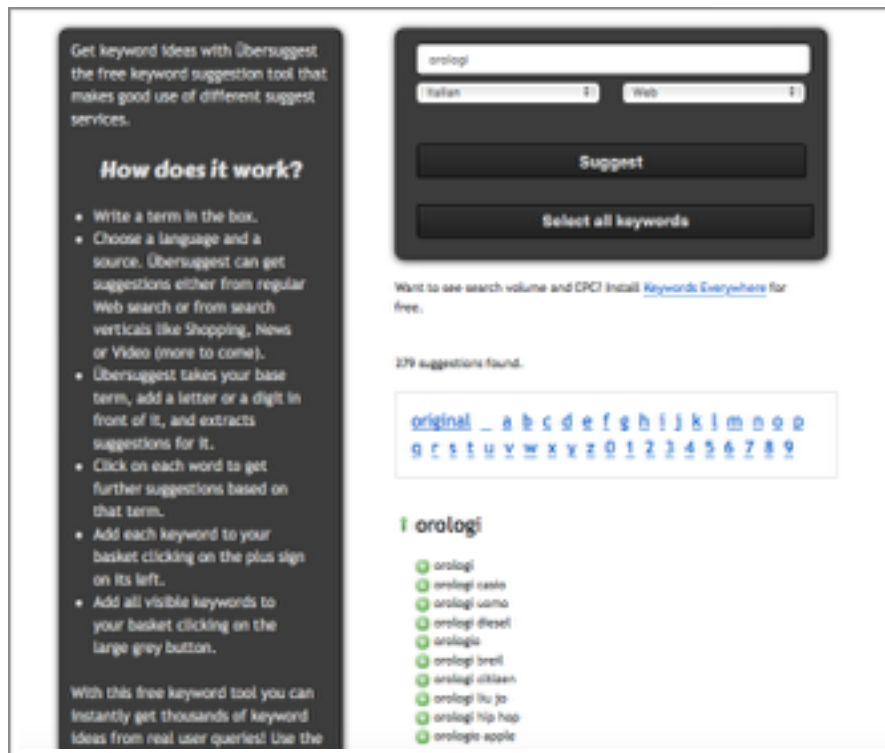 Get keyword ideas with Übersuggest
the free keyword suggestion tool that
makes good use of different suggest
services.
How does it work?
• Write a term in the box.
• Choose a language and a
source. Übersuggest can get
suggestions either from regular
Web search or from search
verticals like Shopping, News
or Video (more to come).
• Übersuggest takes your base
term, add a letter or a digit in
front of it, and extracts
suggestions for it.
• Click on each word to get
further suggestions based on
that term.
• Add each keyword to your
basket clicking on the plus sign
on its left.
• Add all visible keywords to
your basket clicking on the
large grey button.
With this free keyword tool you can
instantly get thousands of keyword
ideas from real user queries! Use the
orologi
Italian Web
Suggest
Select all keywords
Want to see search volume and CPC? Install Keywords Everywhere for
free.
379 suggestions found.
original _ a b c d e f g h i j k l m n o p
q r s t u v w x y z 0 1 2 3 4 5 6 7 8 9
orologi
orologi
orologi casio
orologi uomo
orologi diesel
orologio
orologi breil
orologi citizen
orologi liu jo
orologi hip hop
orologio apple